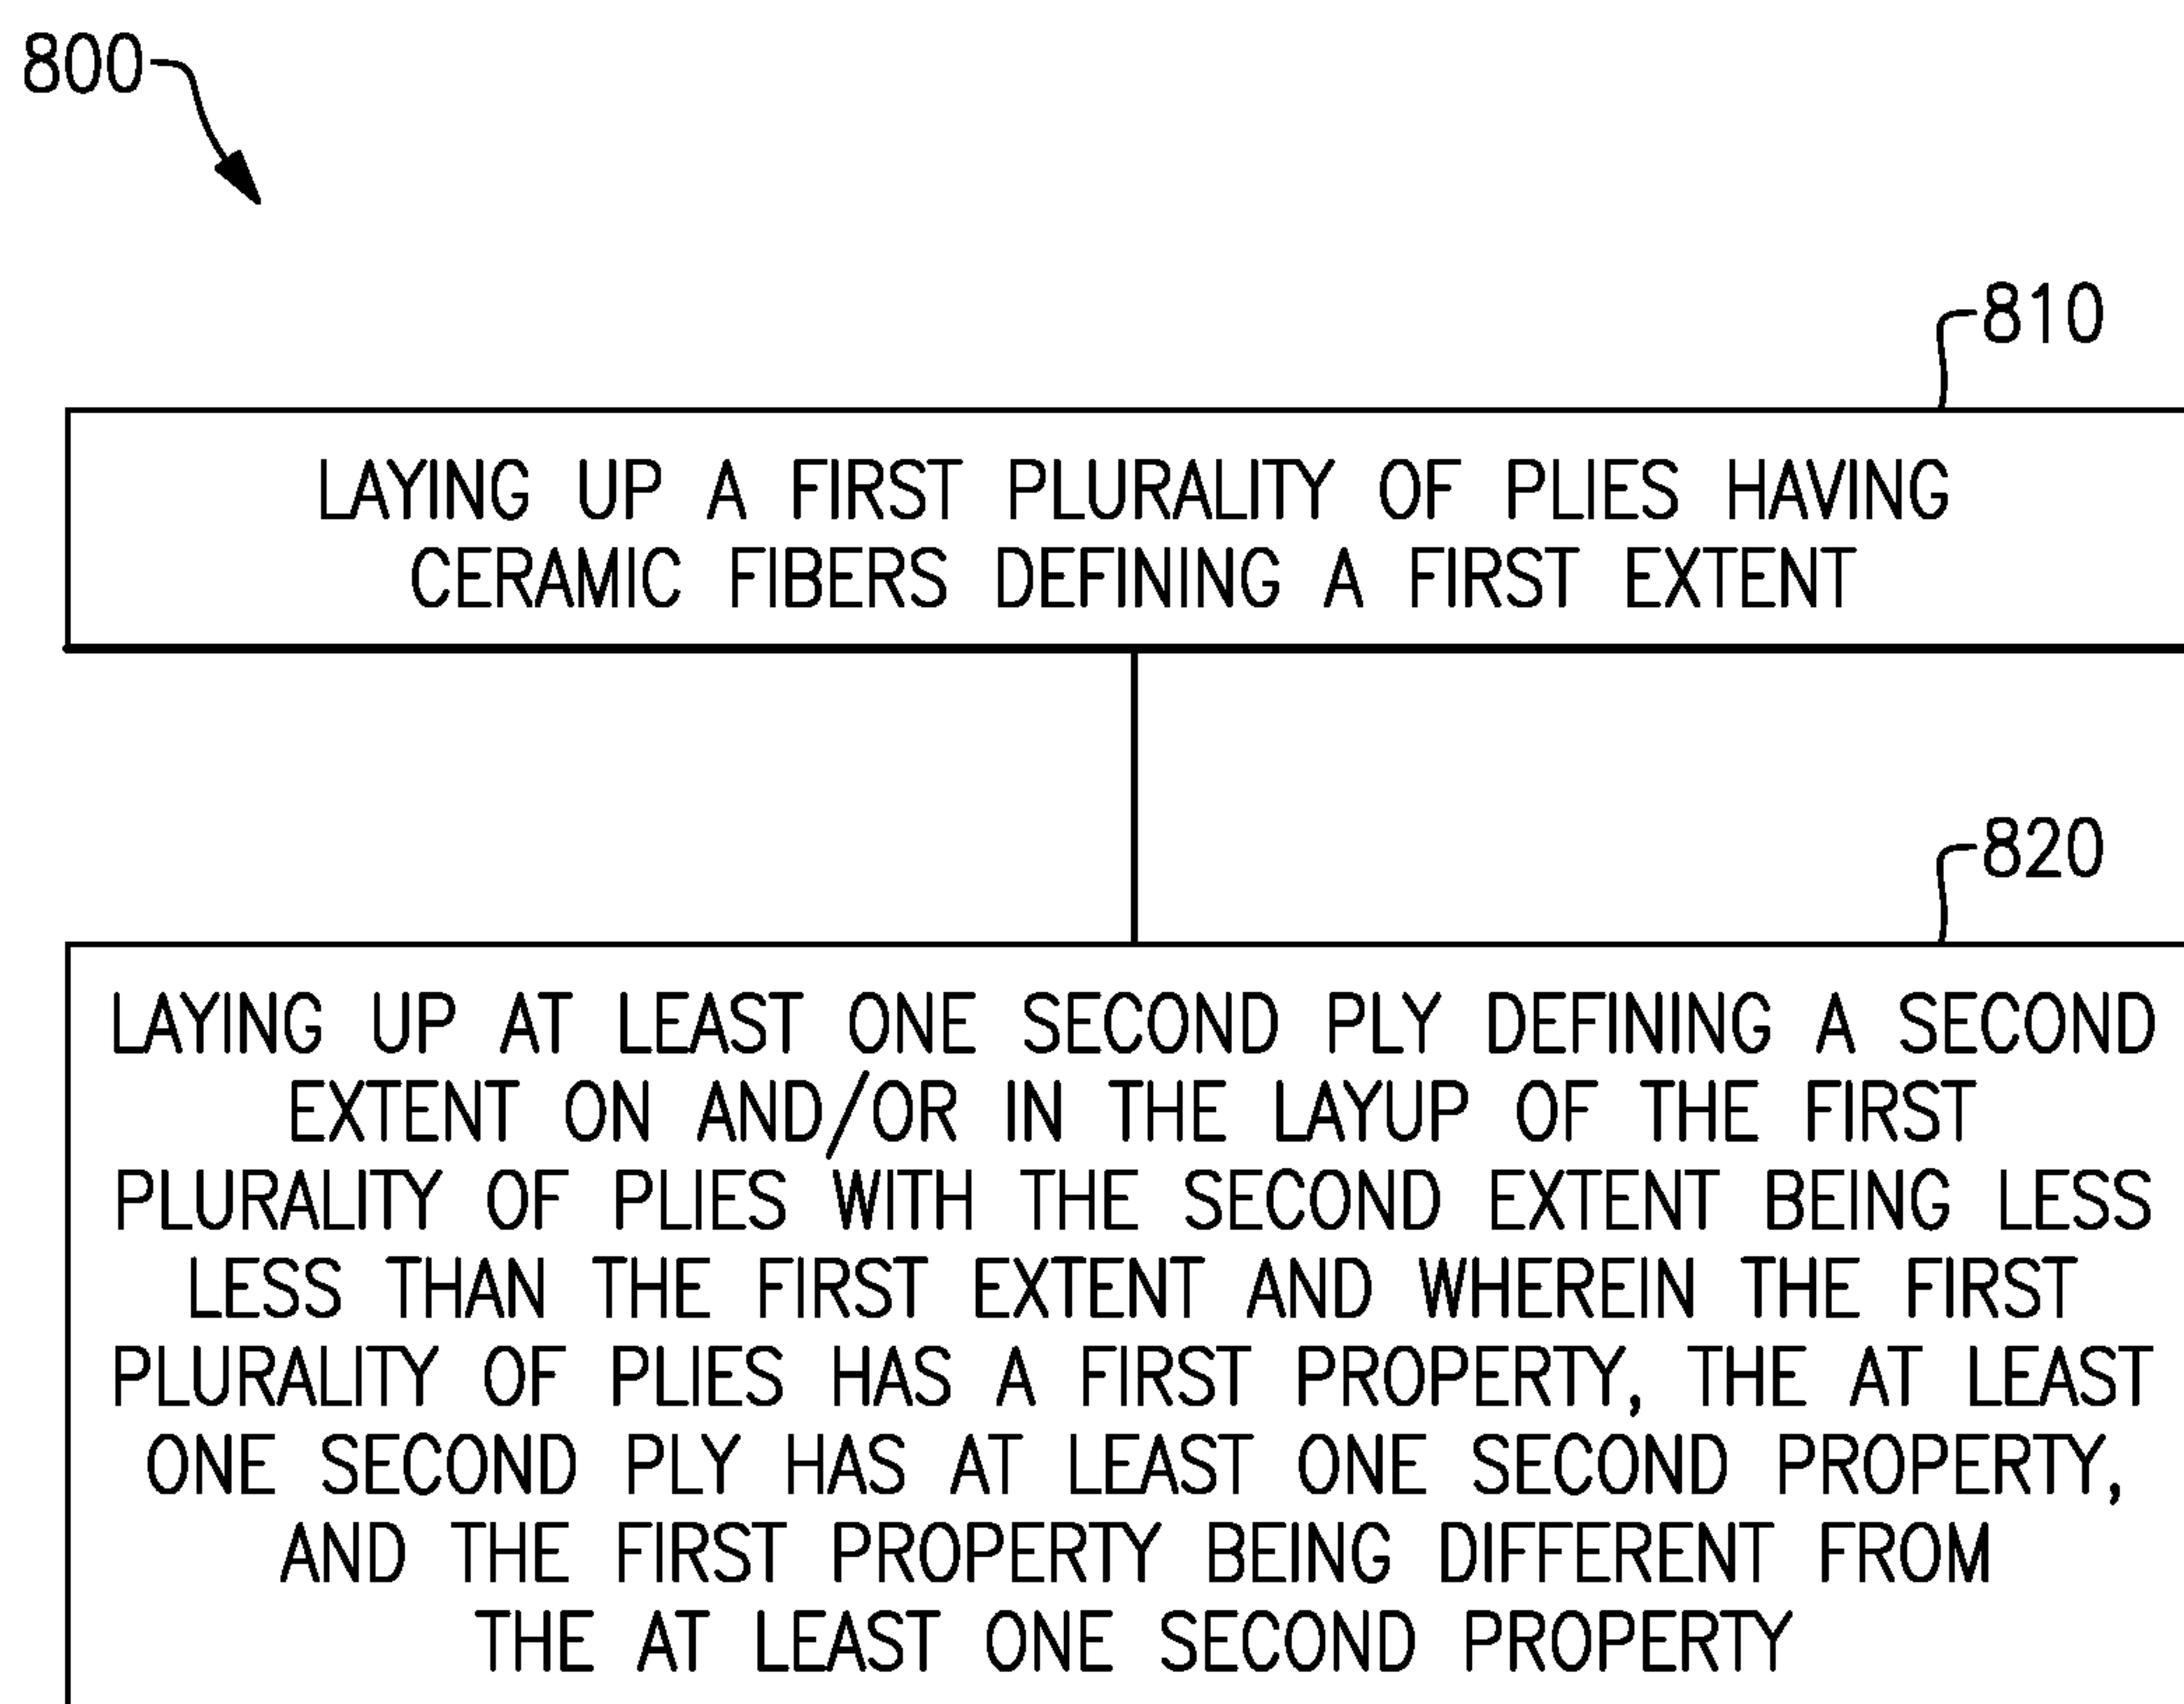 800
810
LAYING UP A FIRST PLURALITY OF PLIES HAVING
CERAMIC FIBERS DEFINING A FIRST EXTENT
820
LAYING UP AT LEAST ONE SECOND PLY DEFINING A SECOND
EXTENT ON AND/OR IN THE LAYUP OF THE FIRST
PLURALITY OF PLIES WITH THE SECOND EXTENT BEING LESS
LESS THAN THE FIRST EXTENT AND WHEREIN THE FIRST
PLURALITY OF PLIES HAS A FIRST PROPERTY, THE AT LEAST
ONE SECOND PLY HAS AT LEAST ONE SECOND PROPERTY,
AND THE FIRST PROPERTY BEING DIFFERENT FROM
THE AT LEAST ONE SECOND PROPERTY